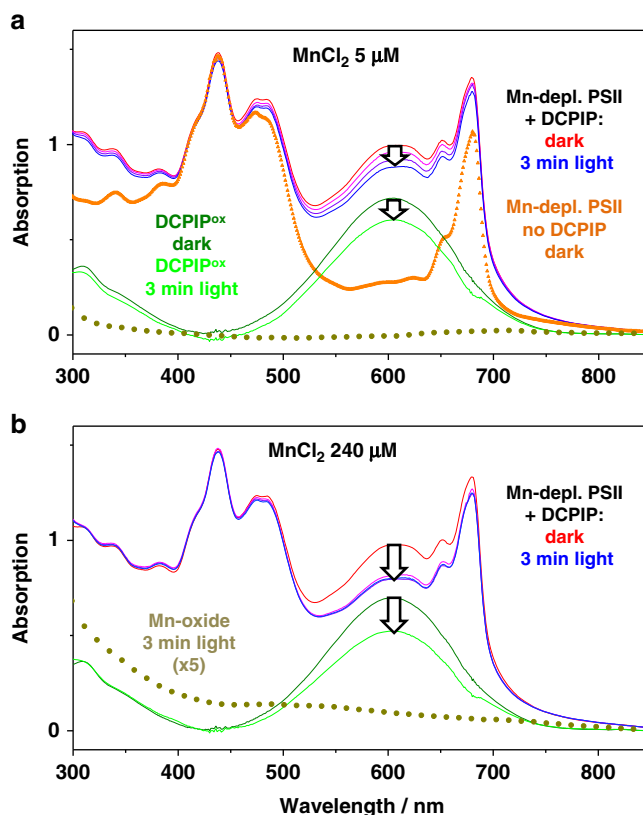 a
MnCl2 5 µM
Mn-depl. PSII
+ DCPIP:
dark
3 min light
Mn-depl. PSII
no DCPIP
dark
DCPIPox
dark
DCPIPox
3 min light
Absorption
1
0
300 400 500 600 700 800
b
MnCl2 240 µM
Mn-depl. PSII
+ DCPIP:
dark
3 min light
Mn-oxide
3 min light
(x5)
Absorption
1
0
300 400 500 600 700 800
Wavelength / nm